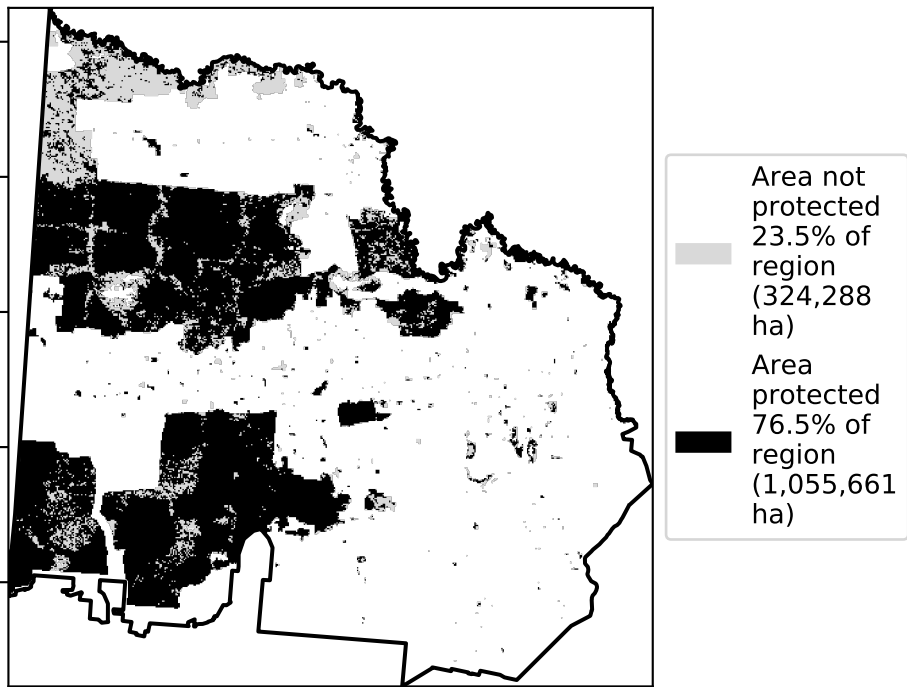 Area not
protected
23.5% of
region
(324,288
ha)
Area
protected
76.5% of
region
(1,055,661
ha)